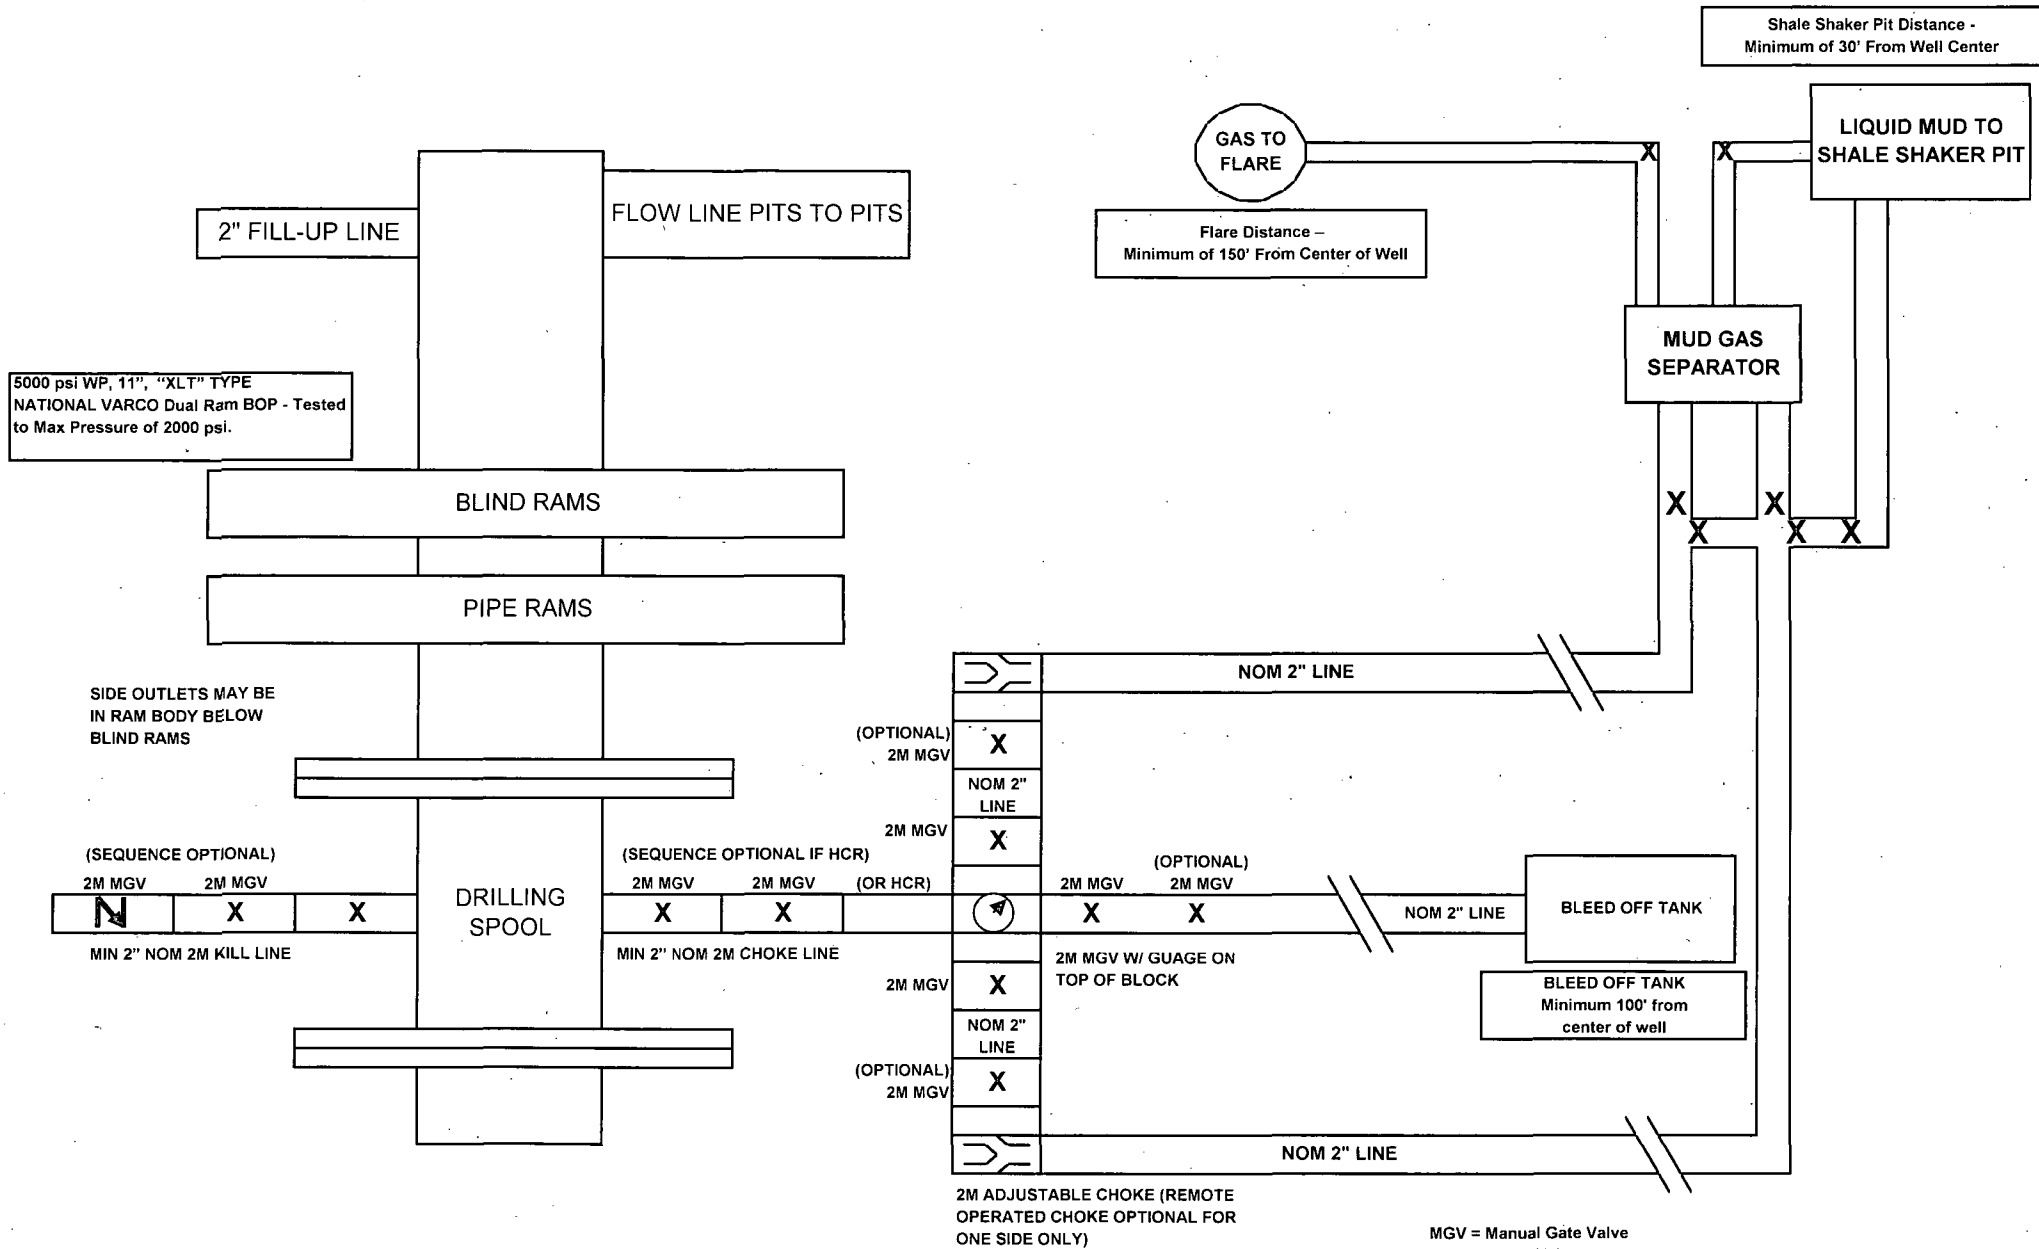 Shale Shaker Pit Distance -
Minimum of 30' From Well Center
GAS TO
FLARE
LIQUID MUD TO
SHALE SHAKER PIT
X
X
2" FILL-UP LINE
FLOW LINE PITS TO PITS
Flare Distance –
Minimum of 150' From Center of Well
MUD GAS
SEPARATOR
5000 psi WP, 11", "XLT" TYPE
NATIONAL VARCO Dual Ram BOP - Tested
to Max Pressure of 2000 psi.
BLIND RAMS
X
X
X
X
X
PIPE RAMS
NOM 2" LINE
SIDE OUTLETS MAY BE
IN RAM BODY BELOW
BLIND RAMS
(OPTIONAL)
2M MGV
X
NOM 2"
LINE
2M MGV
X
(SEQUENCE OPTIONAL)
2M MGV
2M MGV
N
X
X
MIN 2" NOM 2M KILL LINE
DRILLING
SPOOL
(SEQUENCE OPTIONAL IF HCR)
2M MGV
2M MGV
(OR HCR)
X
X
MIN 2" NOM 2M CHOKE LINE
(OPTIONAL)
2M MGV
2M MGV
X
X
NOM 2" LINE
BLEED OFF TANK
2M MGV W/ GUAGE ON
TOP OF BLOCK
BLEED OFF TANK
Minimum 100' from
center of well
2M MGV
X
NOM 2"
LINE
(OPTIONAL)
2M MGV
X
NOM 2" LINE
2M ADJUSTABLE CHOKE (REMOTE
OPERATED CHOKE OPTIONAL FOR
ONE SIDE ONLY)
MGV = Manual Gate Valve